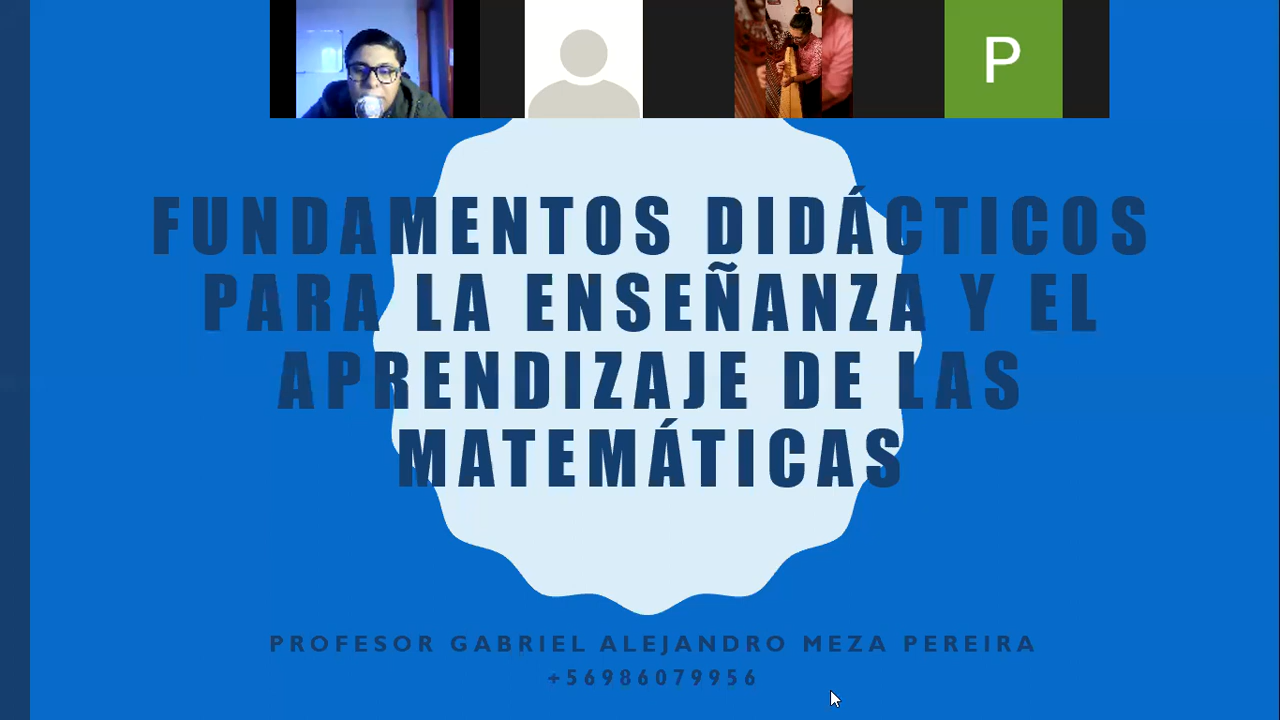 P
FUNDAMENTOS DIDÁCTICOS
PARA LA ENSEÑANZA Y EL
APRENDIZAJE DE LAS
MATEMÁTICAS
PROFESOR GABRIEL ALEJANDRO MEZA PEREIRA
+56986079956